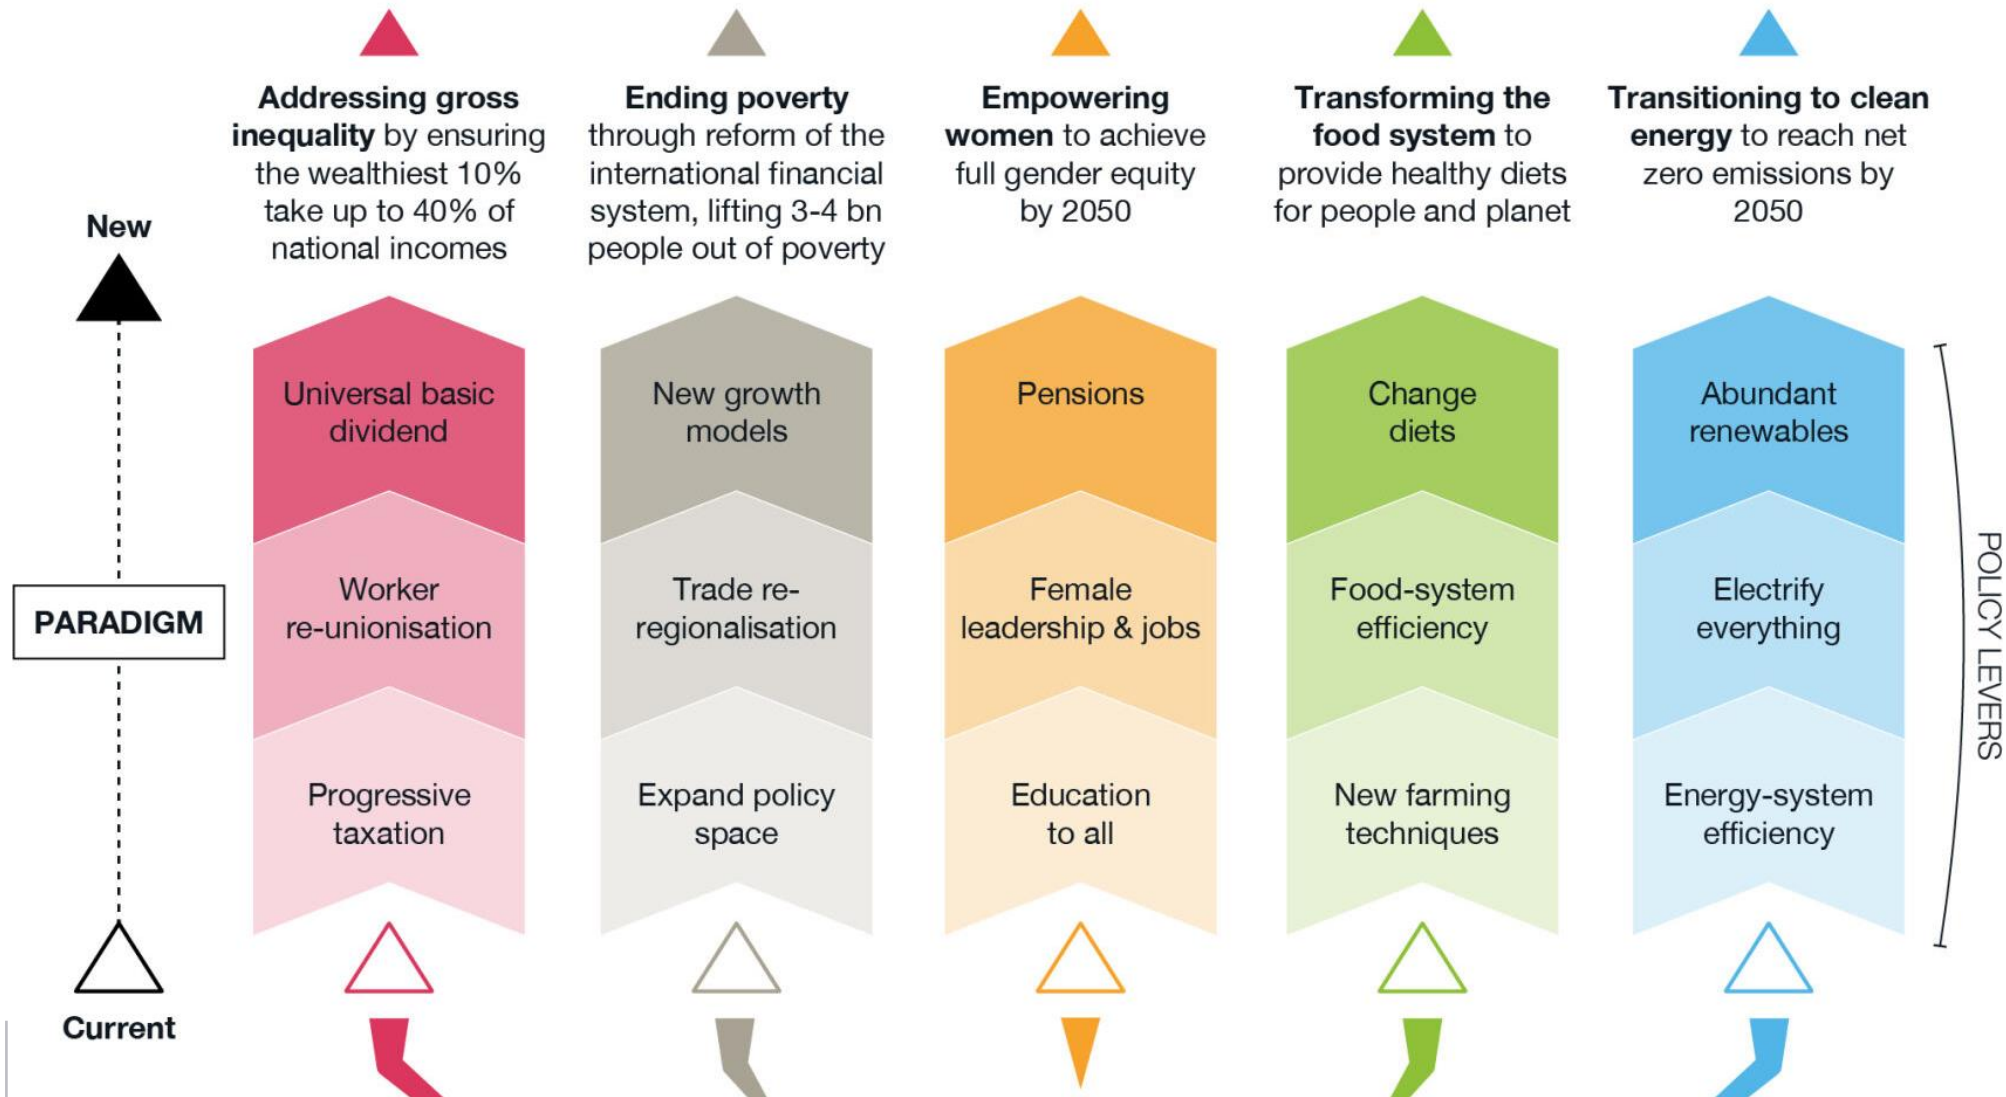 Addressing gross
inequality by ensuring
the wealthiest 10%
take up to 40% of
national incomes
Ending poverty
through reform of the
international financial
system, lifting 3-4 bn
people out of poverty
Empowering
women to achieve
full gender equity
by 2050
Transforming the
food system to
provide healthy diets
for people and planet
Transitioning to clean
energy to reach net
zero emissions by
2050
New
PARADIGM
Current
Universal basic
dividend
Worker
re-unionisation
Progressive
taxation
New growth
models
Trade re-
regionalisation
Expand policy
space
Pensions
Female
leadership & jobs
Education
to all
Change
diets
Food-system
efficiency
New farming
techniques
Abundant
renewables
Electrify
everything
Energy-system
efficiency
POLICY LEVERS